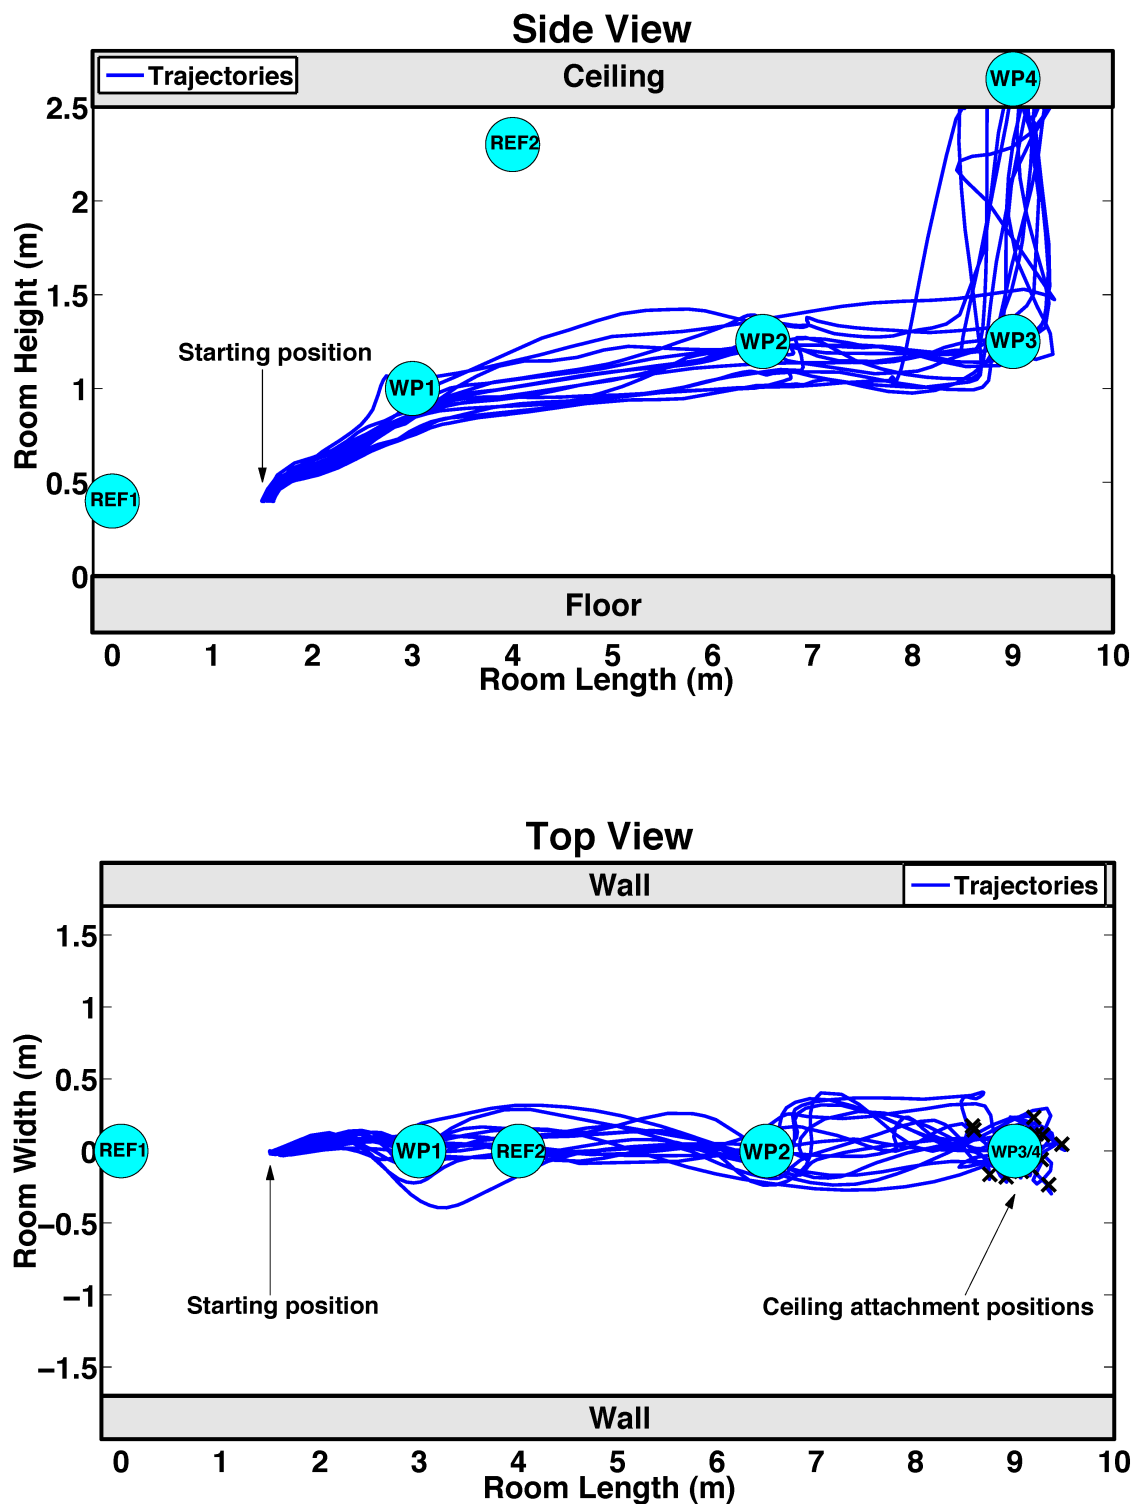 Side View
Trajectories
Ceiling
WP4
2.5
REF2
2
1.5
Starting position
WP2
WP3
WP1
1
0.5
REF1
0
Room Height (m)
Floor
0 1 2 3 4 5 6 7 8 9 10
Room Length (m)
Top View
Wall
Trajectories
1.5
1
0.5
0
REF1
WP1
REF2
WP2
WP3/4
−0.5
−1
−1.5
Room Width (m)
Starting position
Ceiling attachment positions
Wall
0 1 2 3 4 5 6 7 8 9 10
Room Length (m)